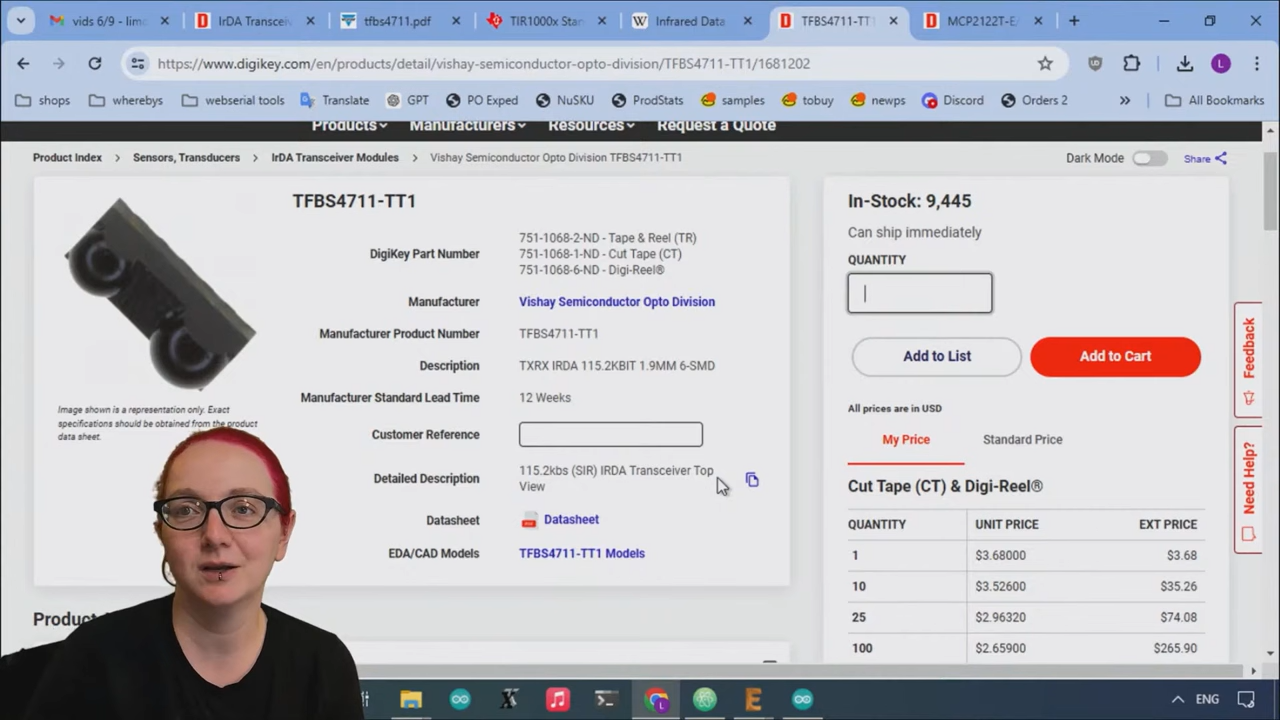 vids 6/9 - limo
IrDA Transceiv
tfbs4711.pdf
TIR1000x Stan
Infrared Data
TFBS4711-TT1
MCP2122T-E/
https://www.digikey.com/en/products/detail/vishay-semiconductor-opto-division/TFBS4711-TT1/1681202
shops
wherebys
webserial tools
Translate
GPT
PO Exped
NuSKU
ProdStats
samples
tobuy
newps
Discord
Orders 2
All Bookmarks
Products
Manufacturers
Resources
Request a Quote
Product Index > Sensors, Transducers > IrDA Transceiver Modules > Vishay Semiconductor Opto Division TFBS4711-TT1
Dark Mode
Share
TFBS4711-TT1
DigiKey Part Number
751-1068-2-ND - Tape & Reel (TR)
751-1068-1-ND - Cut Tape (CT)
751-1068-6-ND - Digi-Reel®
Manufacturer
Vishay Semiconductor Opto Division
Manufacturer Product Number
TFBS4711-TT1
Description
TXRX IRDA 115.2KBIT 1.9MM 6-SMD
Manufacturer Standard Lead Time
12 Weeks
Customer Reference
Detailed Description
115.2kbs (SIR) IRDA Transceiver Top
View
Datasheet
Datasheet
EDA/CAD Models
TFBS4711-TT1 Models
Image shown is a representation only. Exact
specifications should be obtained from the product
data sheet.
Product
In-Stock: 9,445
Can ship immediately
QUANTITY
Add to List
Add to Cart
All prices are in USD
My Price
Standard Price
Cut Tape (CT) & Digi-Reel®
QUANTITY UNIT PRICE EXT PRICE
1 $3.68000 $3.68
10 $3.52600 $35.26
25 $2.96320 $74.08
100 $2.65900 $265.90
Feedback
Need Help?
ENG